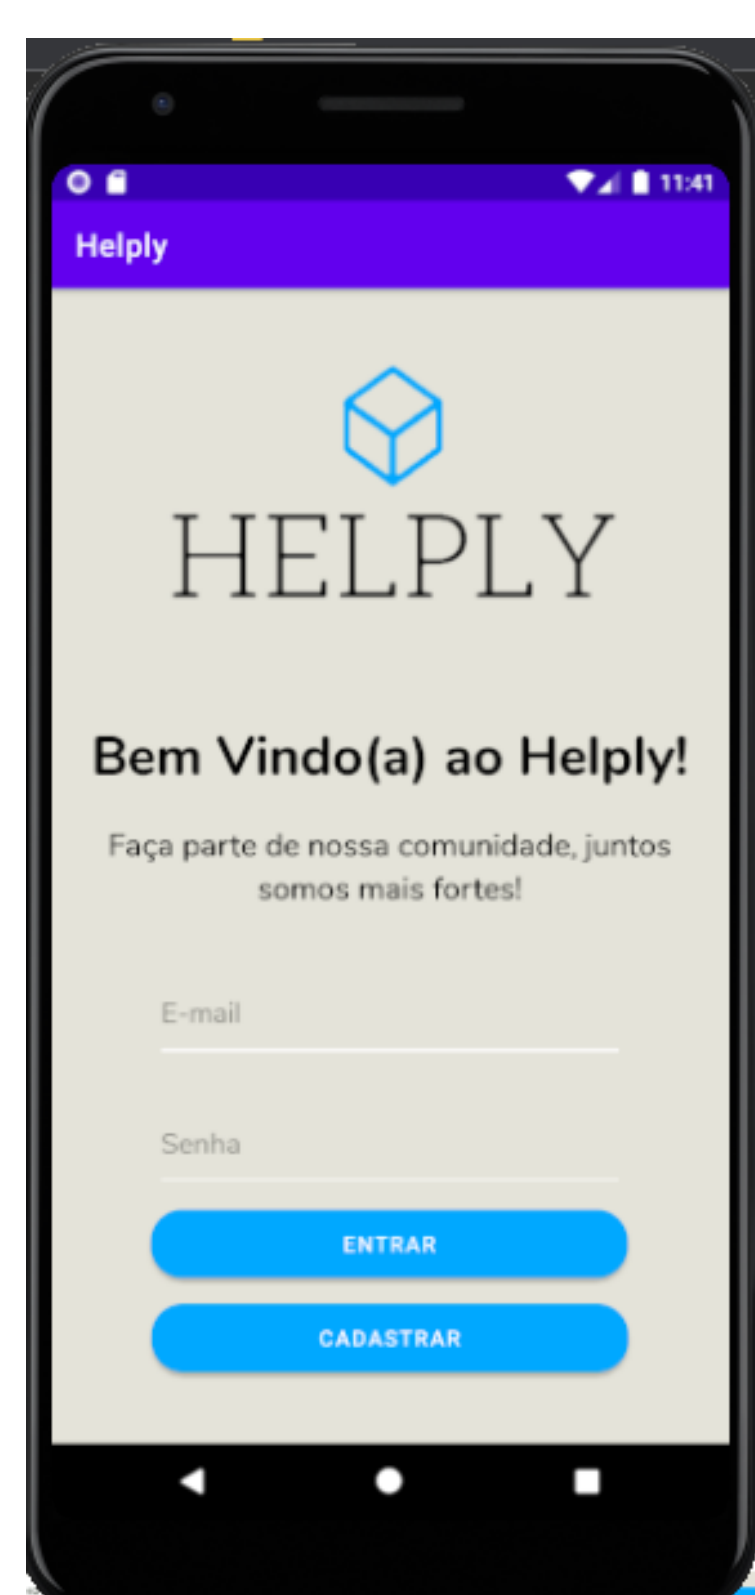 11:41
Helply
HELPLY
Bem Vindo(a) ao Helply!
Faça parte de nossa comunidade, juntos
somos mais fortes!
E-mail
Senha
ENTRAR
CADASTRAR